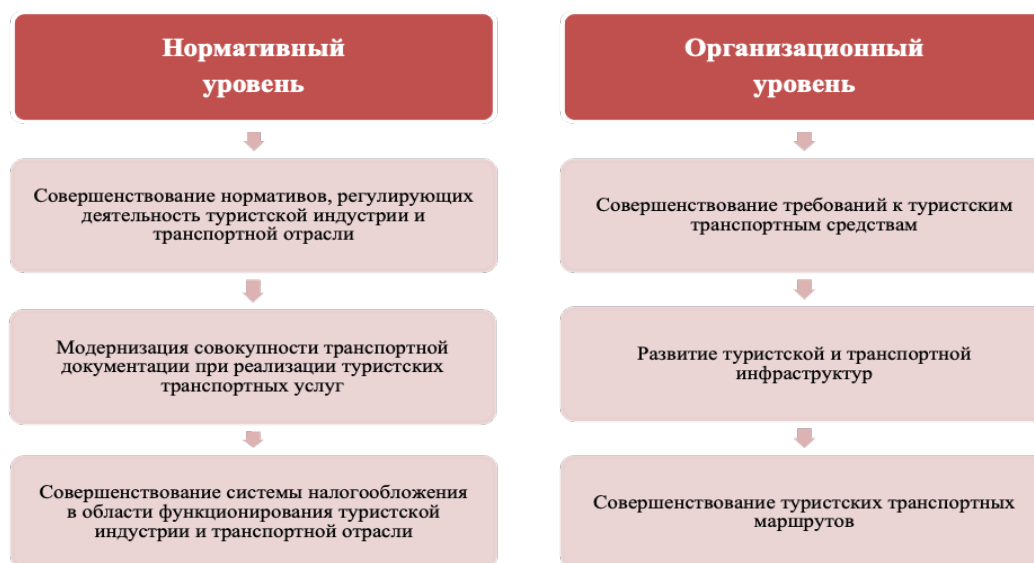 Нормативный
уровень
Совершенствование нормативов, регулирующих
деятельность туристской индустрии и
транспортной отрасли
Модернизация совокупности транспортной
документации при реализации туристских
транспортных услуг
Совершенствование системы налогообложения
в области функционирования туристской
индустрии и транспортной отрасли
Организационный
уровень
Совершенствование требований к туристским
транспортным средствам
Развитие туристской и транспортной
инфраструктур
Совершенствование туристских транспортных
маршрутов